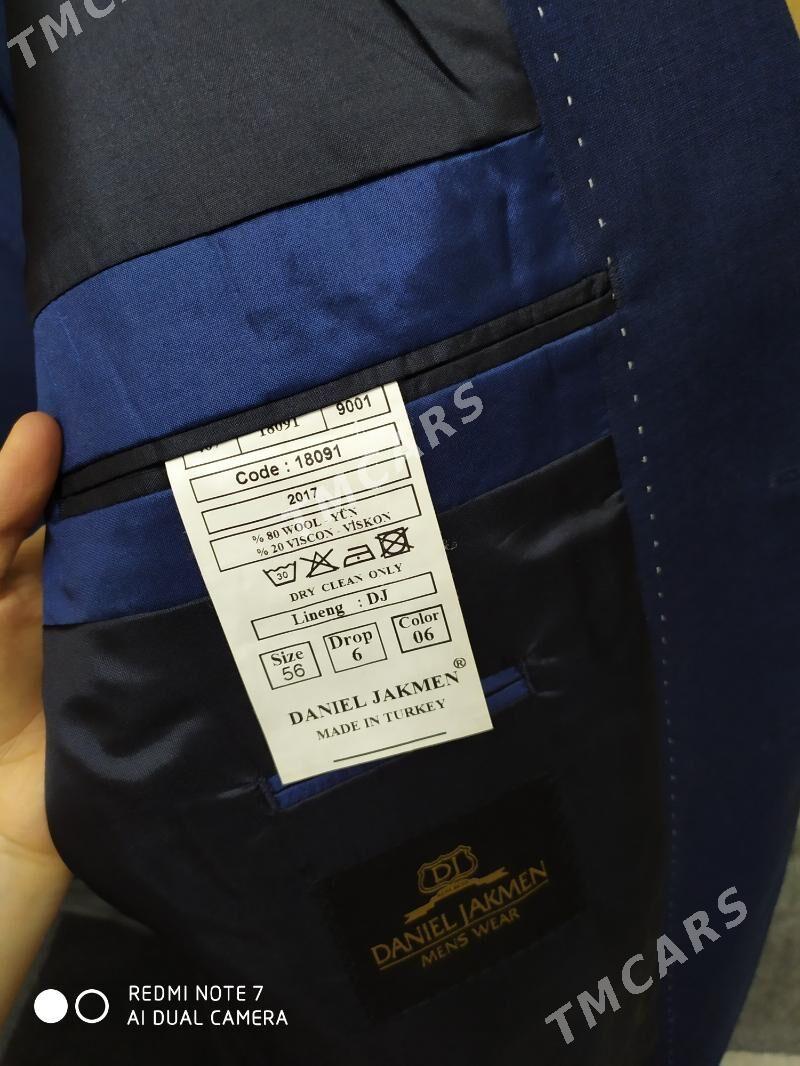 TMCARS
18091
9001
Code : 18091
2017
% 80 WOOL - YÜN
% 20 VISCON - VİSKON
30
DRY CLEAN ONLY
Lineng : DJ
Size
56
Drop
6
Color
06
DANIEL JAKMEN®
MADE IN TURKEY
TMCARS
DJ
DANIEL JAKMEN
MENS WEAR
TMCARS
REDMI NOTE 7
AI DUAL CAMERA